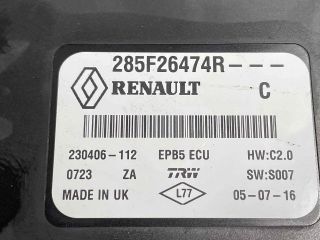 285F26474R---
RENAULT C
230406-112 EPB5 ECU HW:C2.0
0723 ZA TRW SW:S007
MADE IN UK L77 05-07-16